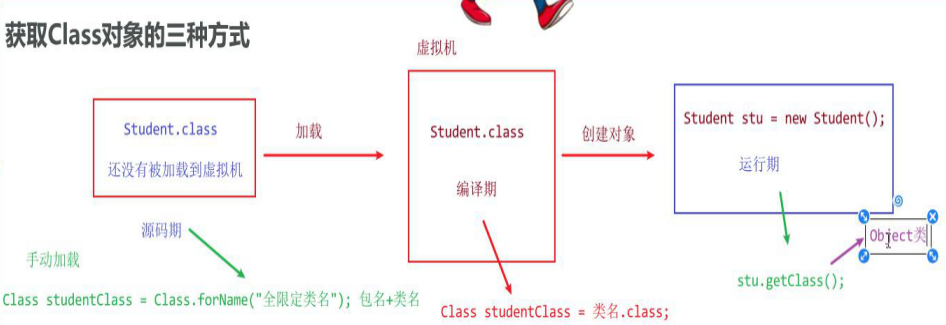 获取Class对象的三种方式
虚拟机
Student.class
还没有被加载到虚拟机
加载
Student.class
编译期
创建对象
Student stu = new Student();
运行期
源码期
手动加载
Class studentClass = Class.forName("全限定类名"); 包名+类名
Class studentClass = 类名.class;
stu.getClass();
Object类